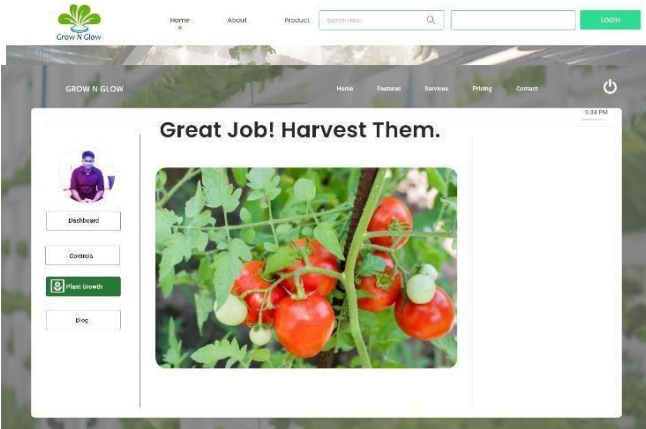 Grow N Glow
Home About Product Search Here.. LOGIN
GROW N GLOW Home Features Services Pricing Contact
5:34 PM
Great Job! Harvest Them.
Dashboard
Controls
Plant Growth
Blog